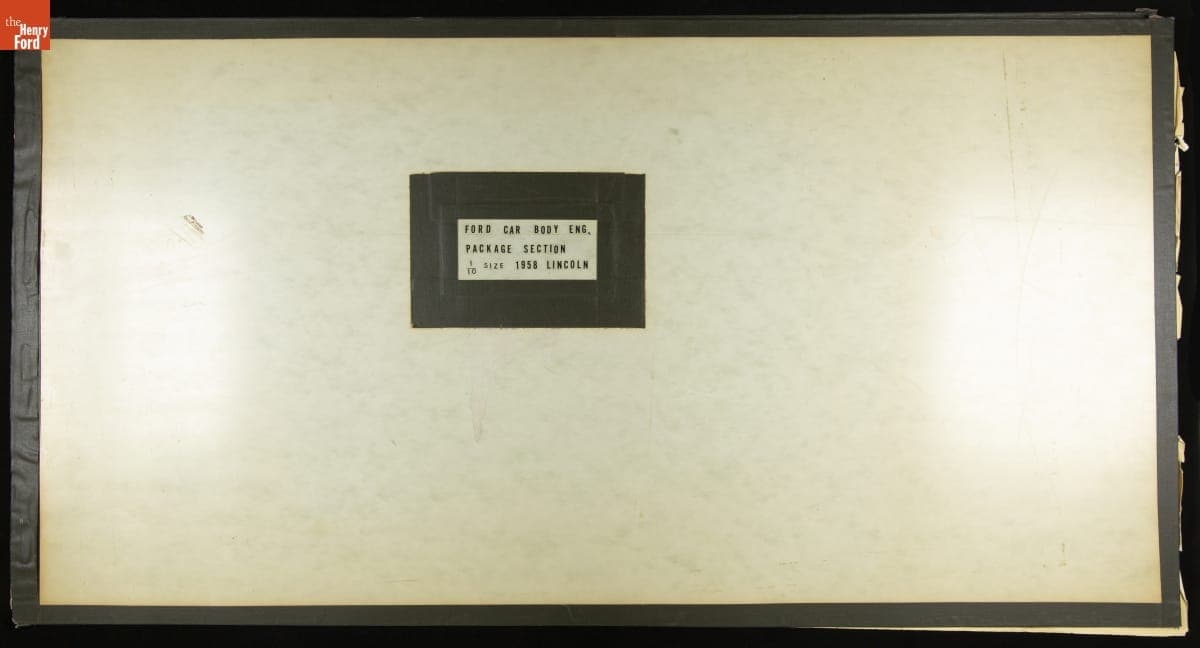 the
Henry
Ford
FORD CAR BODY ENG.
PACKAGE SECTION
1/10 SIZE 1958 LINCOLN